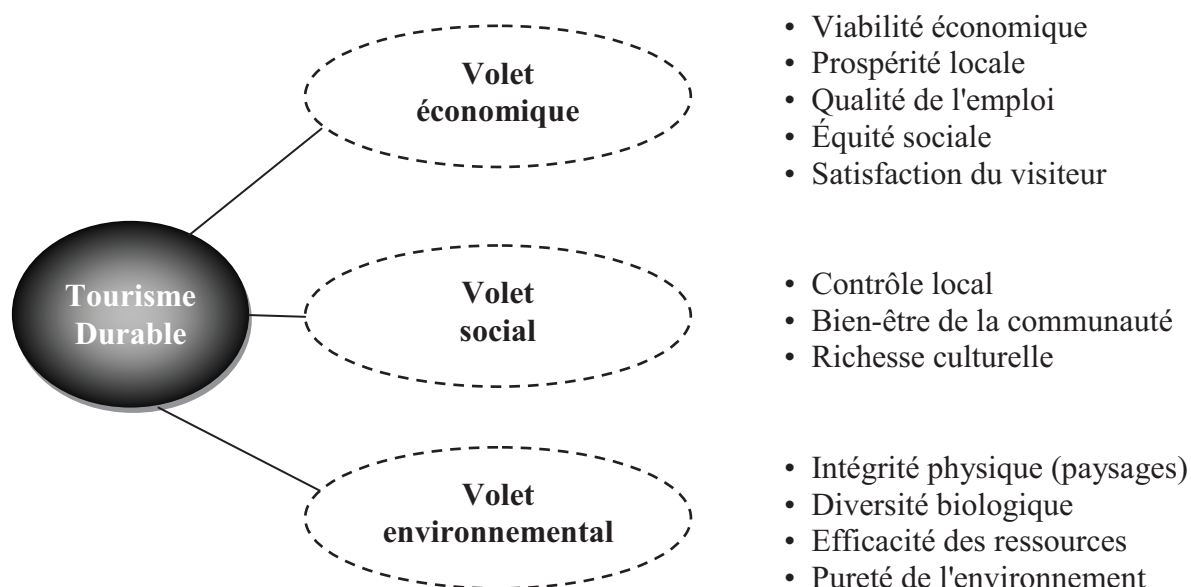 Tourisme
Durable
Volet
économique
• Viabilité économique
• Prospérité locale
• Qualité de l'emploi
• Équité sociale
• Satisfaction du visiteur
Volet
social
• Contrôle local
• Bien-être de la communauté
• Richesse culturelle
Volet
environnemental
• Intégrité physique (paysages)
• Diversité biologique
• Efficacité des ressources
• Pureté de l'environnement